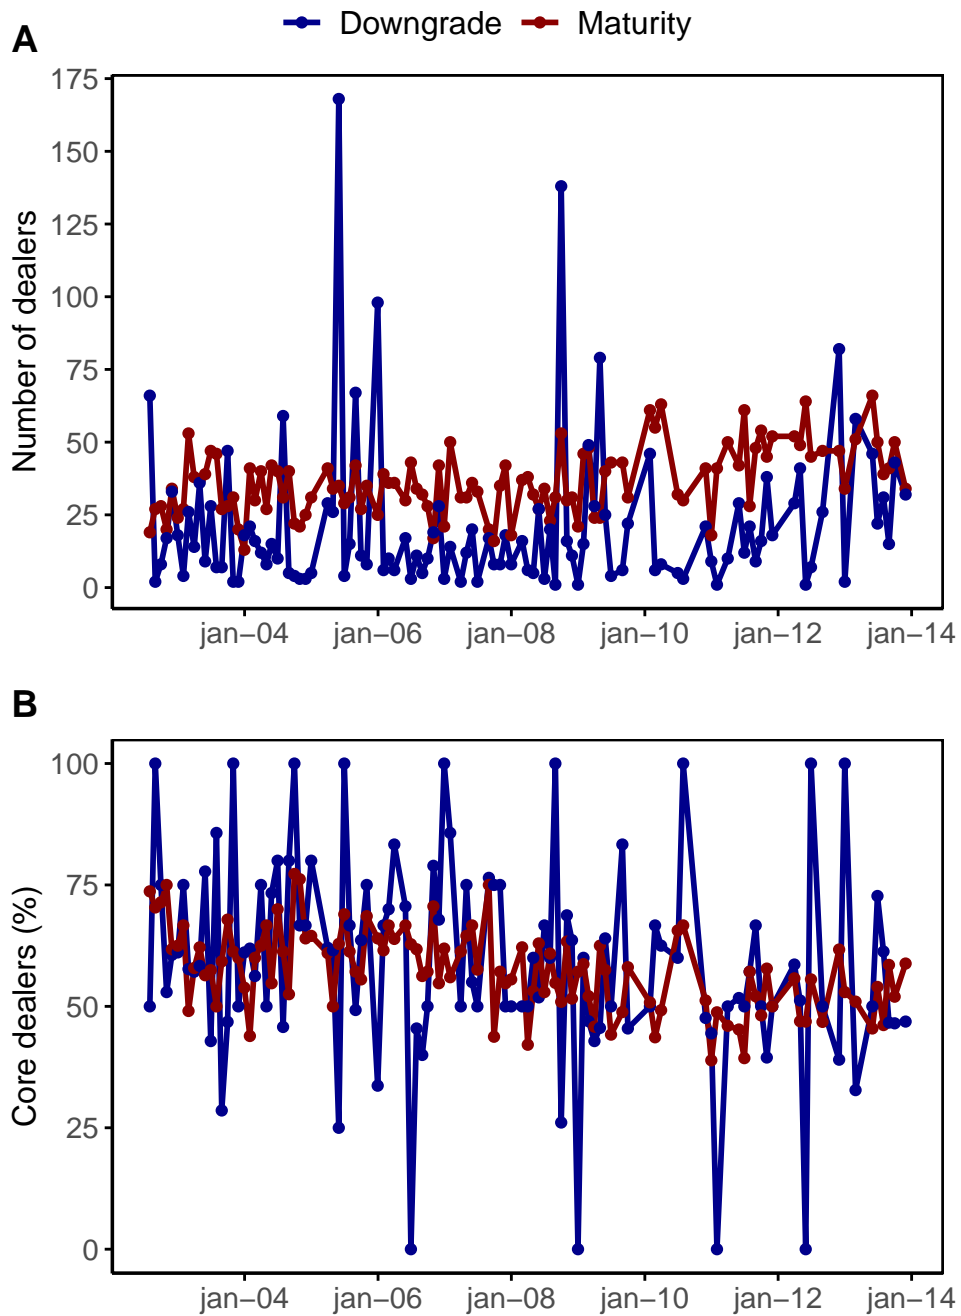 Downgrade Maturity
A
Number of dealers
175
150
125
100
75
50
25
0
jan–04 jan–06 jan–08 jan–10 jan–12 jan–14
B
Core dealers (%)
100
75
50
25
0
jan–04 jan–06 jan–08 jan–10 jan–12 jan–14